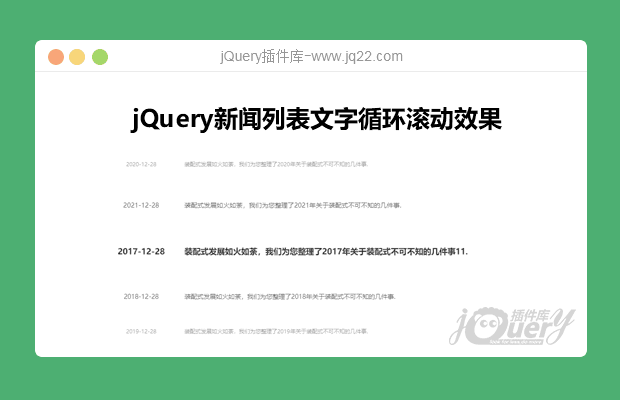 jQuery插件库-www.jq22.com
jQuery新闻列表文字循环滚动效果
2020-12-28 装配式发展如火如荼，我们为您整理了2020年关于装配式不可不知的几件事.
2021-12-28 装配式发展如火如荼，我们为您整理了2021年关于装配式不可不知的几件事.
2017-12-28 装配式发展如火如荼，我们为您整理了2017年关于装配式不可不知的几件事11.
2018-12-28 装配式发展如火如荼，我们为您整理了2018年关于装配式不可不知的几件事.
2019-12-28 装配式发展如火如荼，我们为您整理了2019年关于装配式不可不知的几件事.
插件库
jQuery